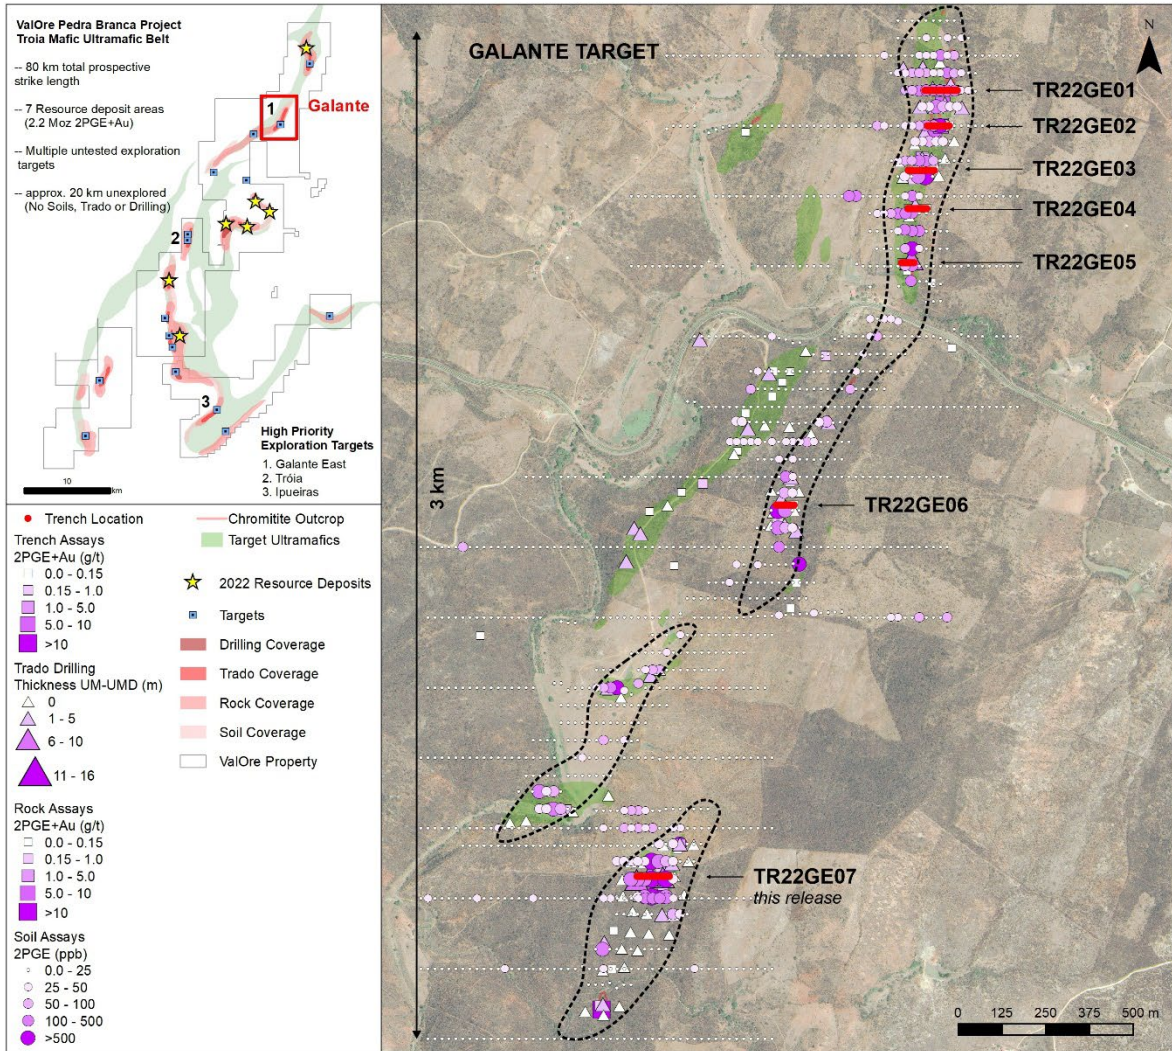 ValOre Pedra Branca Project
Troia Mafic Ultramafic Belt
-- 80 km total prospective
strike length
-- 7 Resource deposit areas
(2.2 Moz 2PGE+Au)
-- Multiple untested exploration
targets
-- approx. 20 km unexplored
(No Soils, Trado or Drilling)
1
Galante
2
3
High Priority
Exploration Targets
1. Galante East
2. Tróia
3. Ipueiras
10
km
Trench Location
Trench Assays
2PGE+Au (g/t)
0.0 - 0.15
0.15 - 1.0
1.0 - 5.0
5.0 - 10
>10
Trado Drilling
Thickness UM-UMD (m)
0
1 - 5
6 - 10
11 - 16
Rock Assays
2PGE+Au (g/t)
0.0 - 0.15
0.15 - 1.0
1.0 - 5.0
5.0 - 10
>10
Soil Assays
2PGE (ppb)
0.0 - 25
25 - 50
50 - 100
100 - 500
>500
Chromitite Outcrop
Target Ultramafics
2022 Resource Deposits
Targets
Drilling Coverage
Trado Coverage
Rock Coverage
Soil Coverage
ValOre Property
GALANTE TARGET
N
TR22GE01
TR22GE02
TR22GE03
TR22GE04
TR22GE05
3 km
TR22GE06
TR22GE07
this release
0 125 250 375 500 m